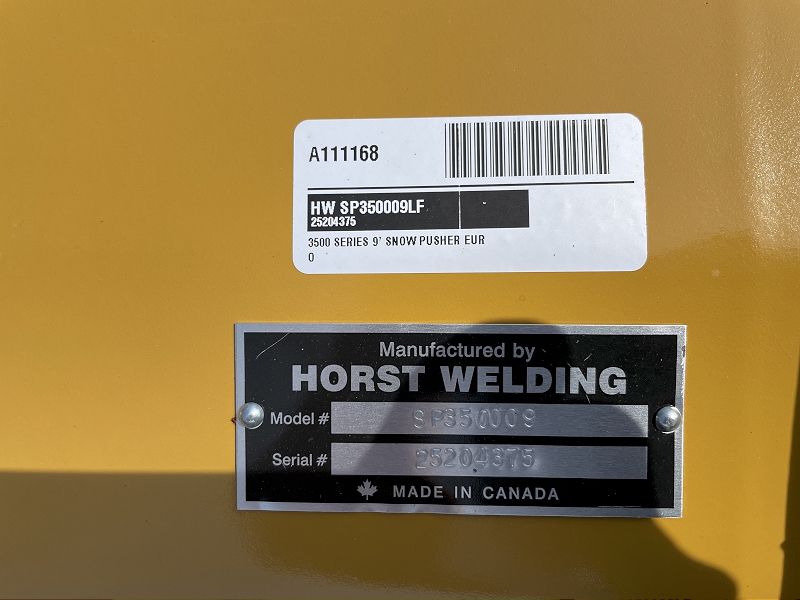 A111168
HW SP350009LF
25204375
3500 SERIES 9' SNOW PUSHER EUR
0
Manufactured by
HORST WELDING
Model # SP350009
Serial # 25204375
MADE IN CANADA